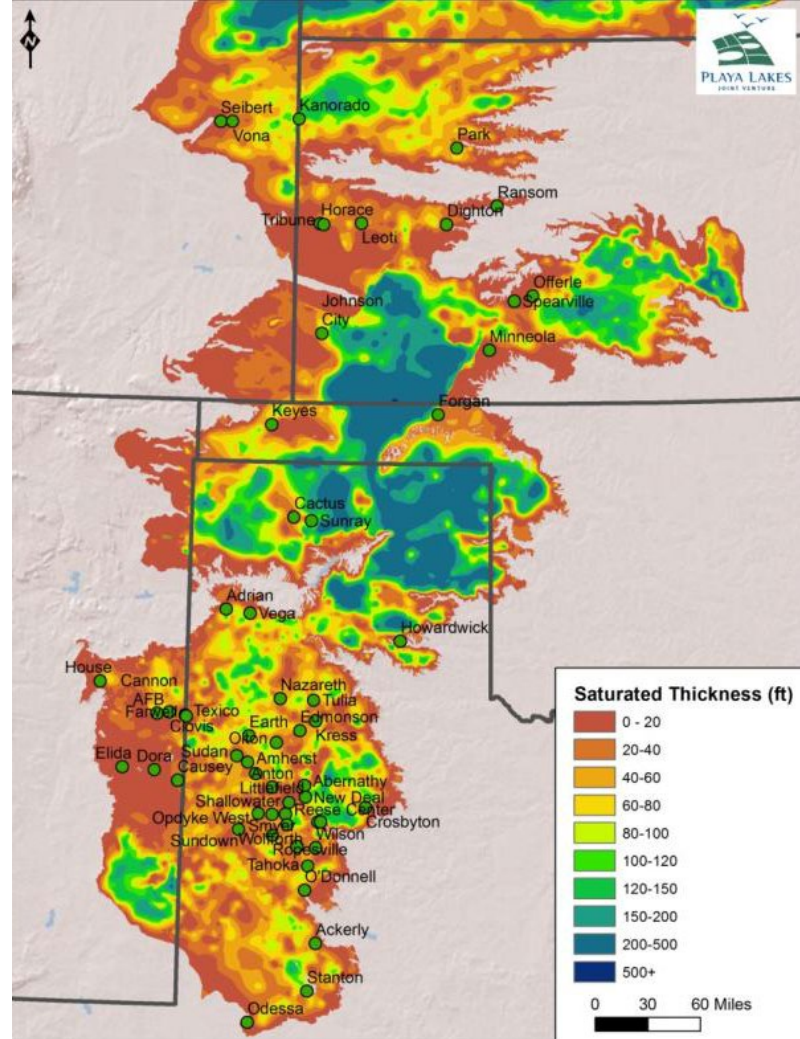 N
PLAYA LAKES
JOINT VENTURE
Seibert
Kanorado
Vona
Park
Ransom
Tribune
Horace
Dighton
Leoti
Offerle
Spearville
Johnson
City
Minneola
Forgan
Keyes
Cactus
Sunray
Adrian
Vega
Howardwick
House
Cannon
AFB
Nazareth
Tulia
Farwell
Texico
Clovis
Earth
Edmonson
Kress
Olton
Elida
Dora
Sudan
Amherst
Causey
Anton
Littlefield
Abernathy
Shallowater
New Deal
Opdyke West
Reese Center
Crosbyton
Smyer
Sundown
Wolfforth
Wilson
Ropesville
Tahoka
O'Donnell
Ackerly
Stanton
Odessa
Saturated Thickness (ft)
0 - 20
20-40
40-60
60-80
80-100
100-120
120-150
150-200
200-500
500+
0 30 60 Miles